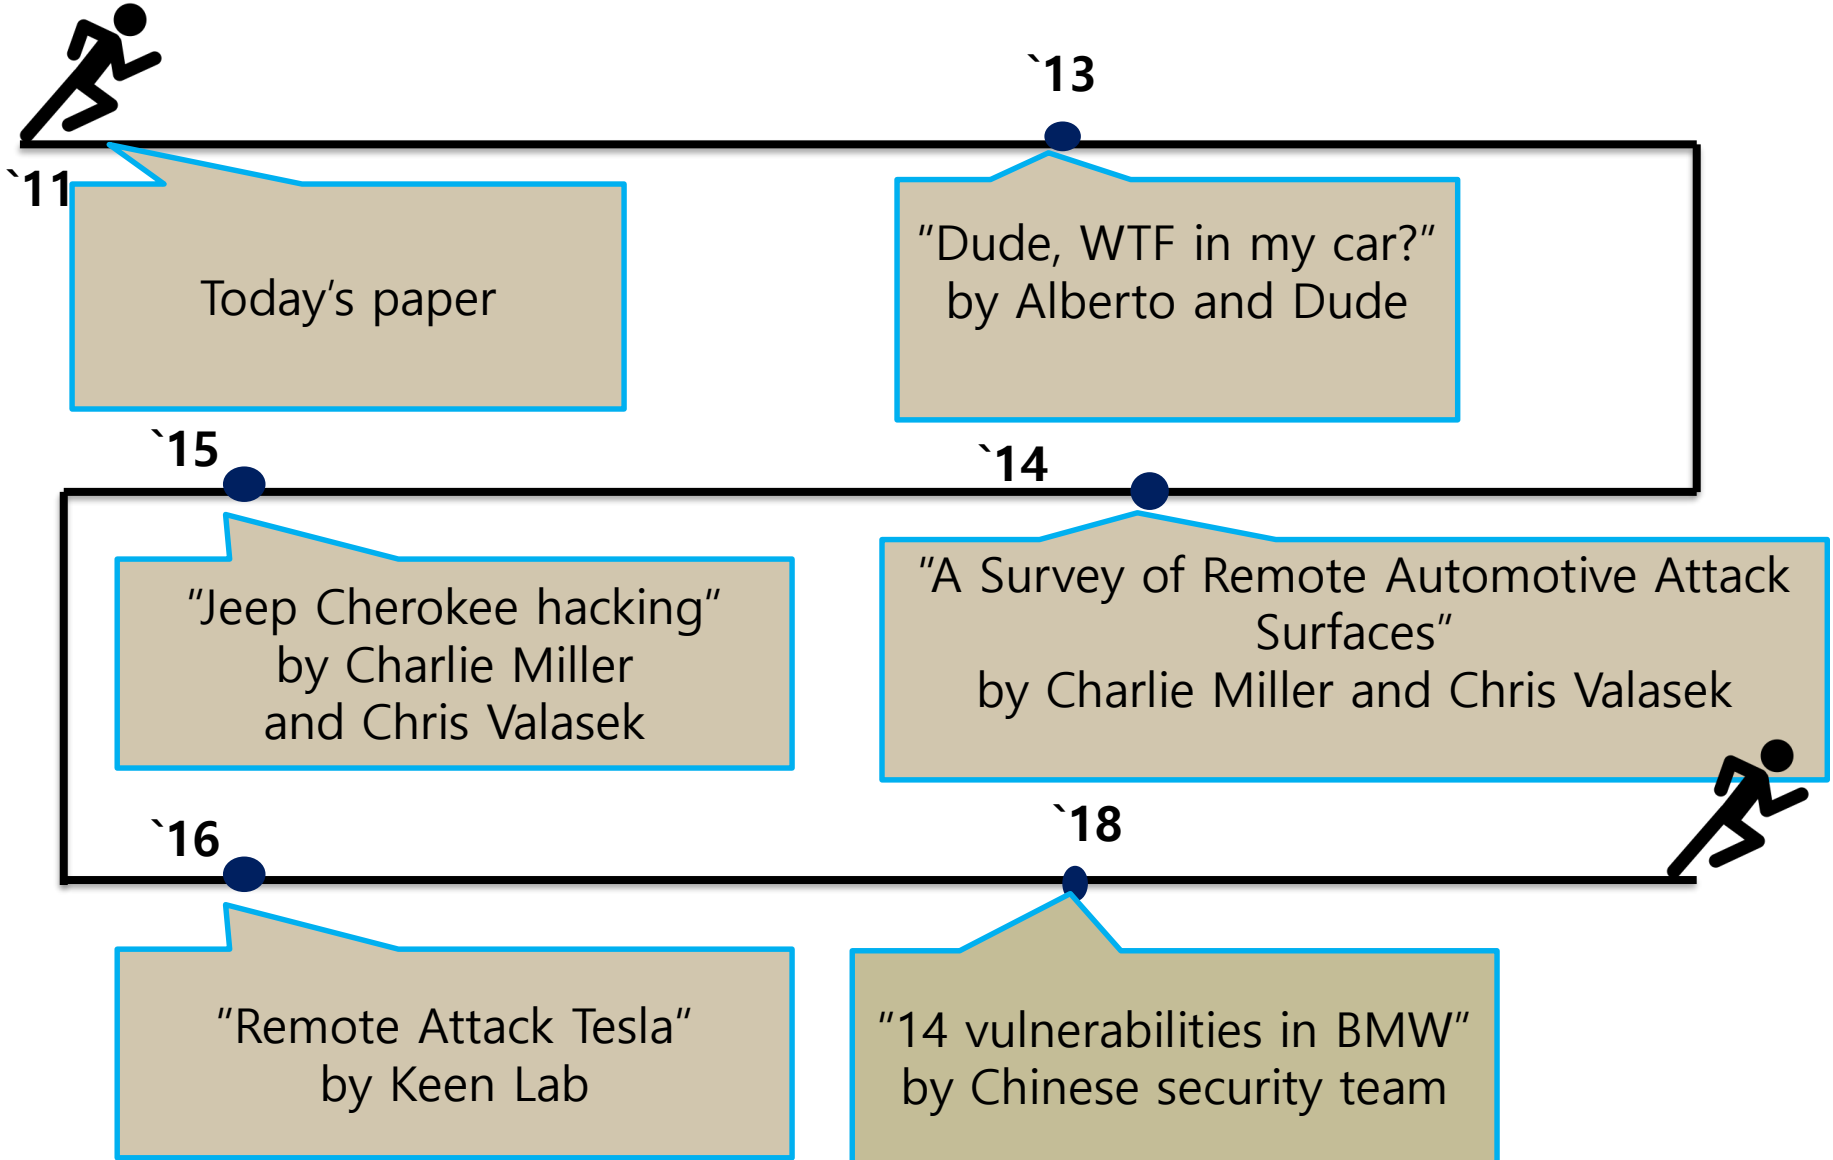 `11
Today's paper
`13
"Dude, WTF in my car?"
by Alberto and Dude
`14
"A Survey of Remote Automotive Attack
Surfaces"
by Charlie Miller and Chris Valasek
`15
"Jeep Cherokee hacking"
by Charlie Miller
and Chris Valasek
`16
"Remote Attack Tesla"
by Keen Lab
`18
"14 vulnerabilities in BMW"
by Chinese security team